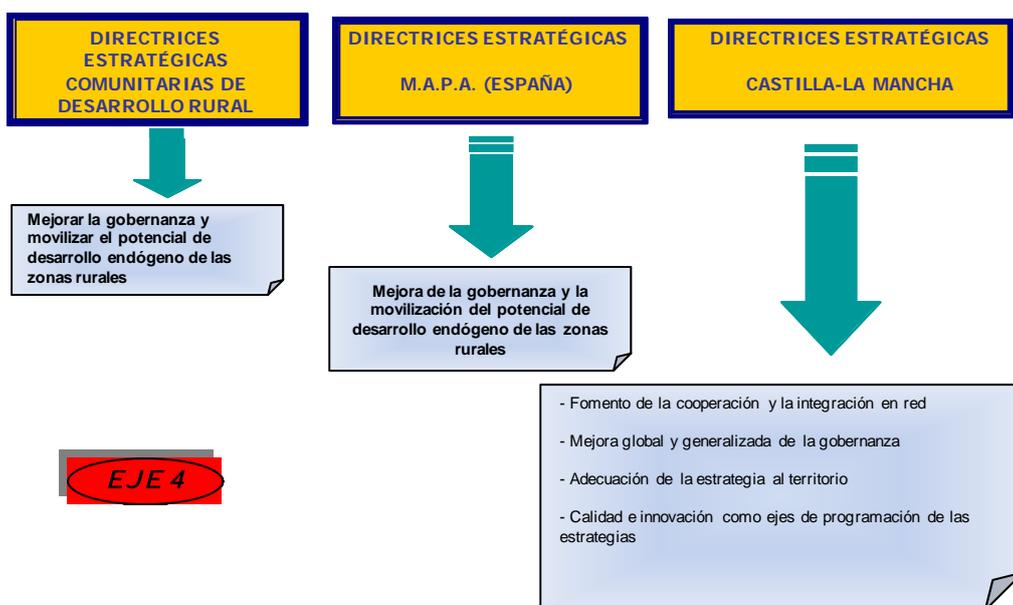 DIRECTRICES
ESTRATÉGICAS
COMUNITARIAS DE
DESARROLLO RURAL
Mejorar la gobernanza y
movilizar el potencial de
desarrollo endógeno de las
zonas rurales
DIRECTRICES ESTRATÉGICAS
M.A.P.A. (ESPAÑA)
Mejora de la gobernanza y la
movilización del potencial de
desarrollo endógeno de las zonas
rurales
DIRECTRICES ESTRATÉGICAS
CASTILLA-LA MANCHA
- Fomento de la cooperación y la integración en red
- Mejora global y generalizada de la gobernanza
- Adecuación de la estrategia al territorio
- Calidad e innovación como ejes de programación de las
estrategias
EJE 4